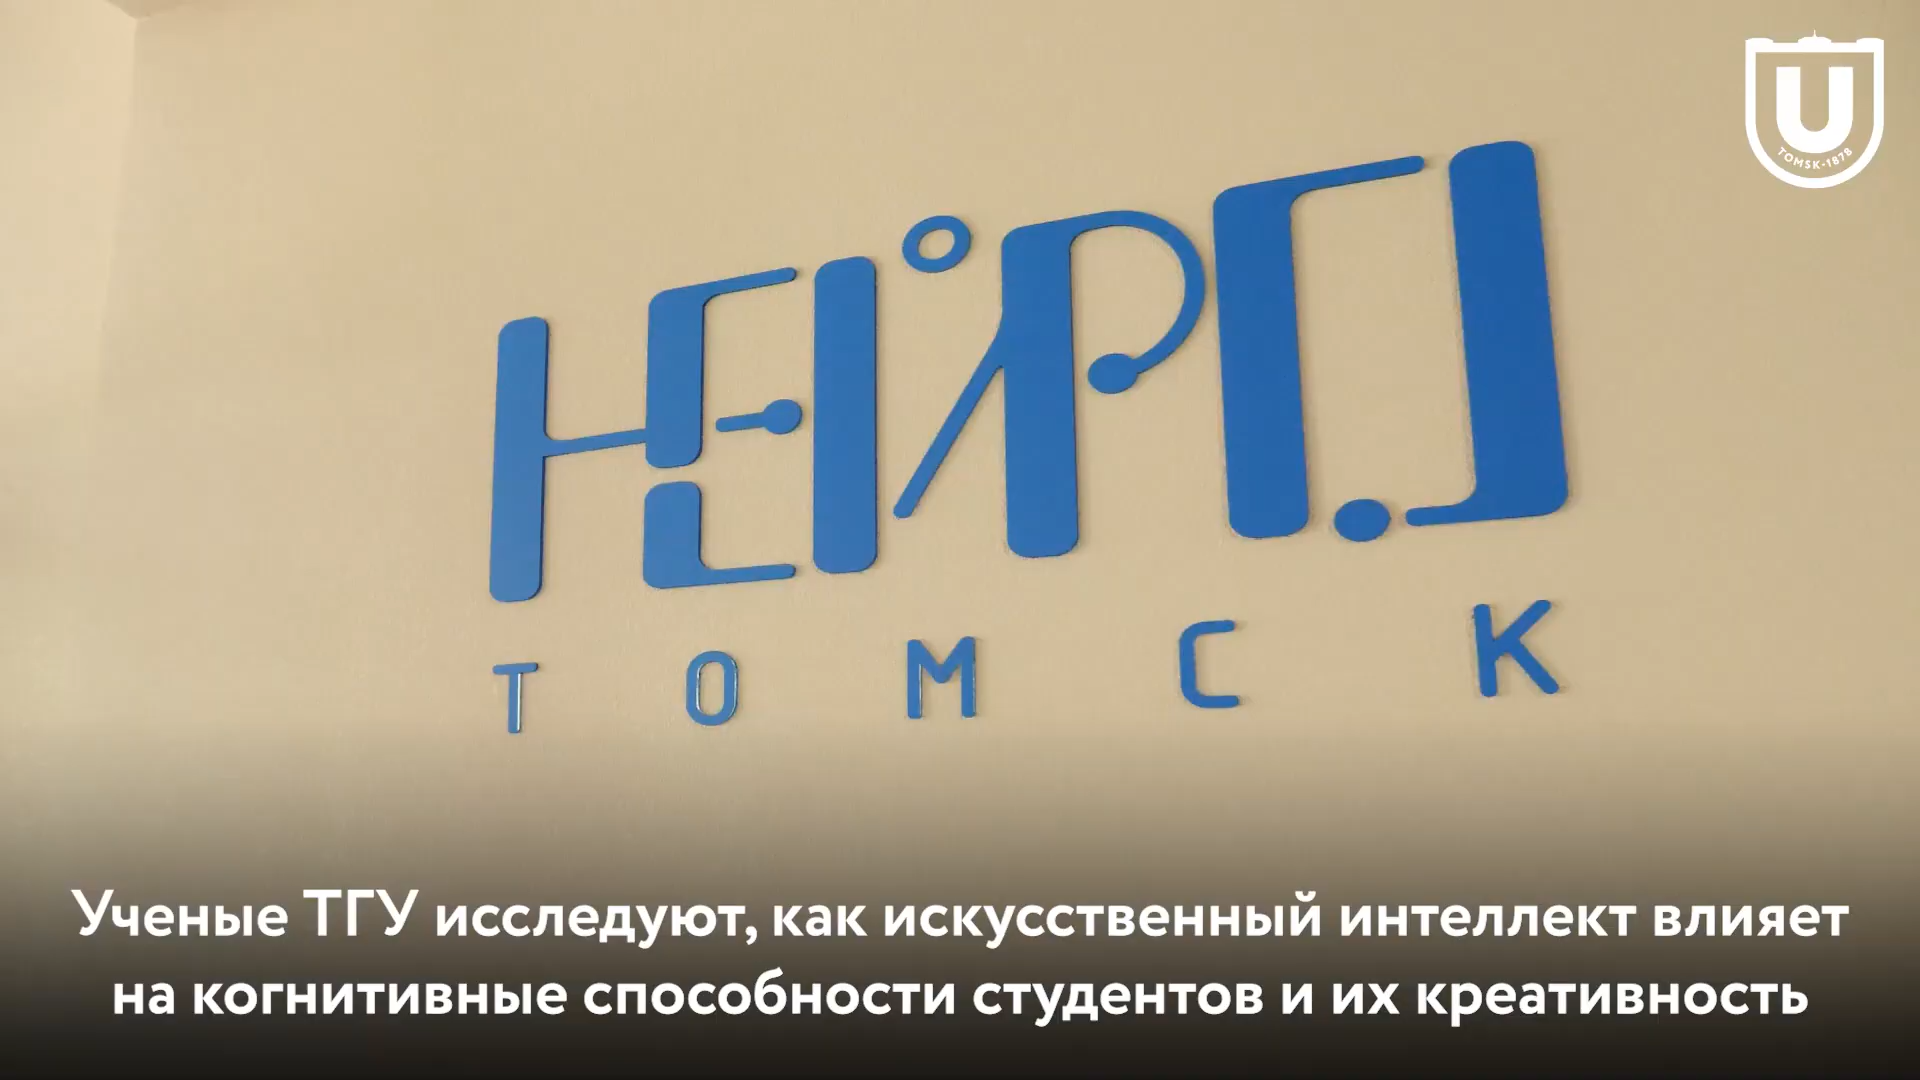 U
TOMSK-1878
НЕЙРО
ТОМСК
Ученые ТГУ исследуют, как искусственный интеллект влияет
на когнитивные способности студентов и их креативность